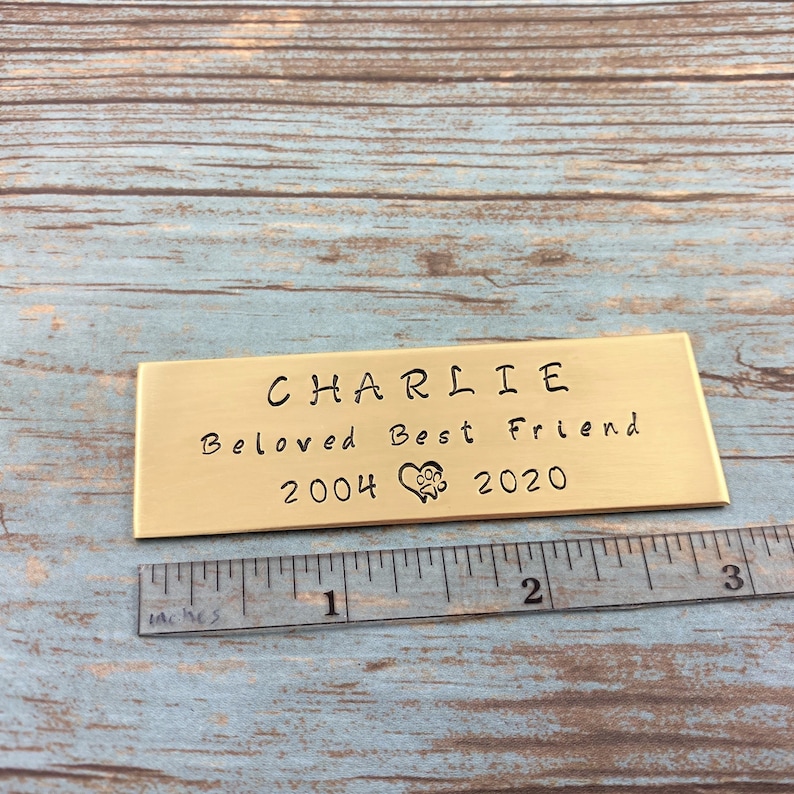 CHARLIE
Beloved Best Friend
2004 2020
1 2 3
inches